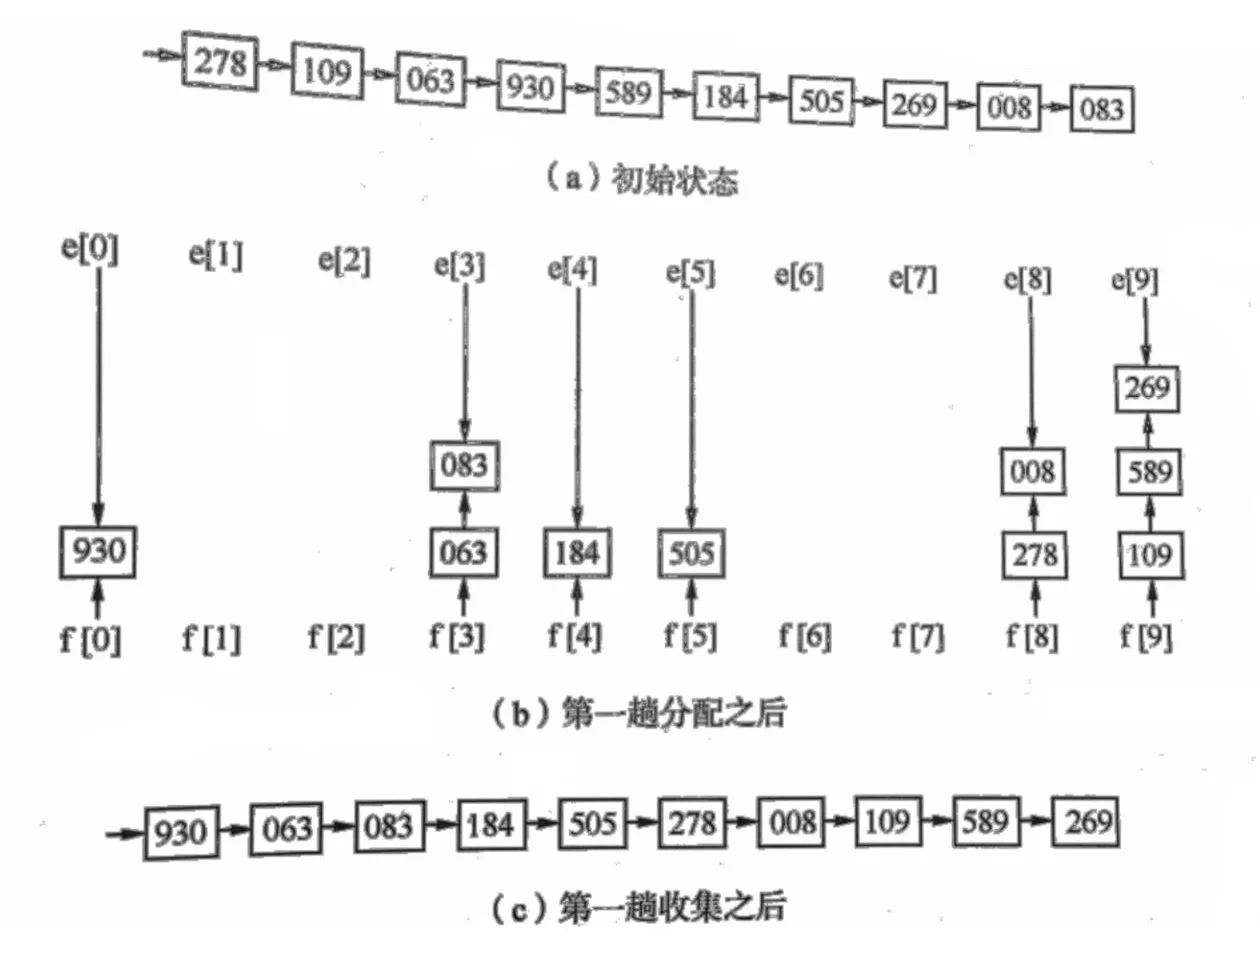 278 109 063 930 589 184 505 269 008 083
（a）初始状态
e[0] e[1] e[2] e[3] e[4] e[5] e[6] e[7] e[8] e[9]
269
083 008 589
930 063 184 505 278 109
f[0] f[1] f[2] f[3] f[4] f[5] f[6] f[7] f[8] f[9]
（b）第一趟分配之后
930 063 083 184 505 278 008 109 589 269
（c）第一趟收集之后